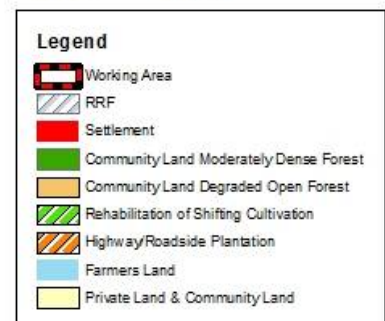 Legend
Working Area
RRF
Settlement
Community Land Moderately Dense Forest
Community Land Degraded Open Forest
Rehabilitation of Shifting Cultivation
Highway/Roadside Plantation
Farmers Land
Private Land & Community Land